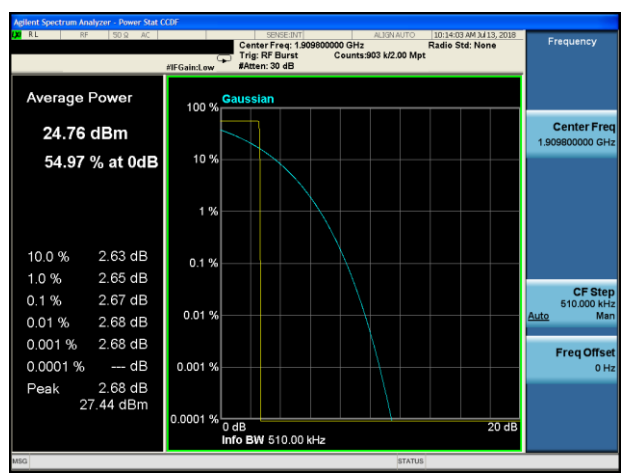 Agilent Spectrum Analyzer - Power Stat CCDF
RL RF 50 Ω AC SENSE:INT ALIGN AUTO 10:14:03 AM Jul 13, 2018
Center Freq: 1.909800000 GHz Radio Std: None
Trig: RF Burst Counts:903 k/2.00 Mpt
#IFGain:Low #Atten: 30 dB
Frequency
Average Power
24.76 dBm
54.97 % at 0dB
10.0 % 2.63 dB
1.0 % 2.65 dB
0.1 % 2.67 dB
0.01 % 2.68 dB
0.001 % 2.68 dB
0.0001 % --- dB
Peak 2.68 dB
27.44 dBm
Gaussian
100 %
10 %
1 %
0.1 %
0.01 %
0.001 %
0.0001 %
0 dB 20 dB
Info BW 510.00 kHz
Center Freq
1.909800000 GHz
CF Step
510.000 kHz
Auto Man
Freq Offset
0 Hz
MSG STATUS